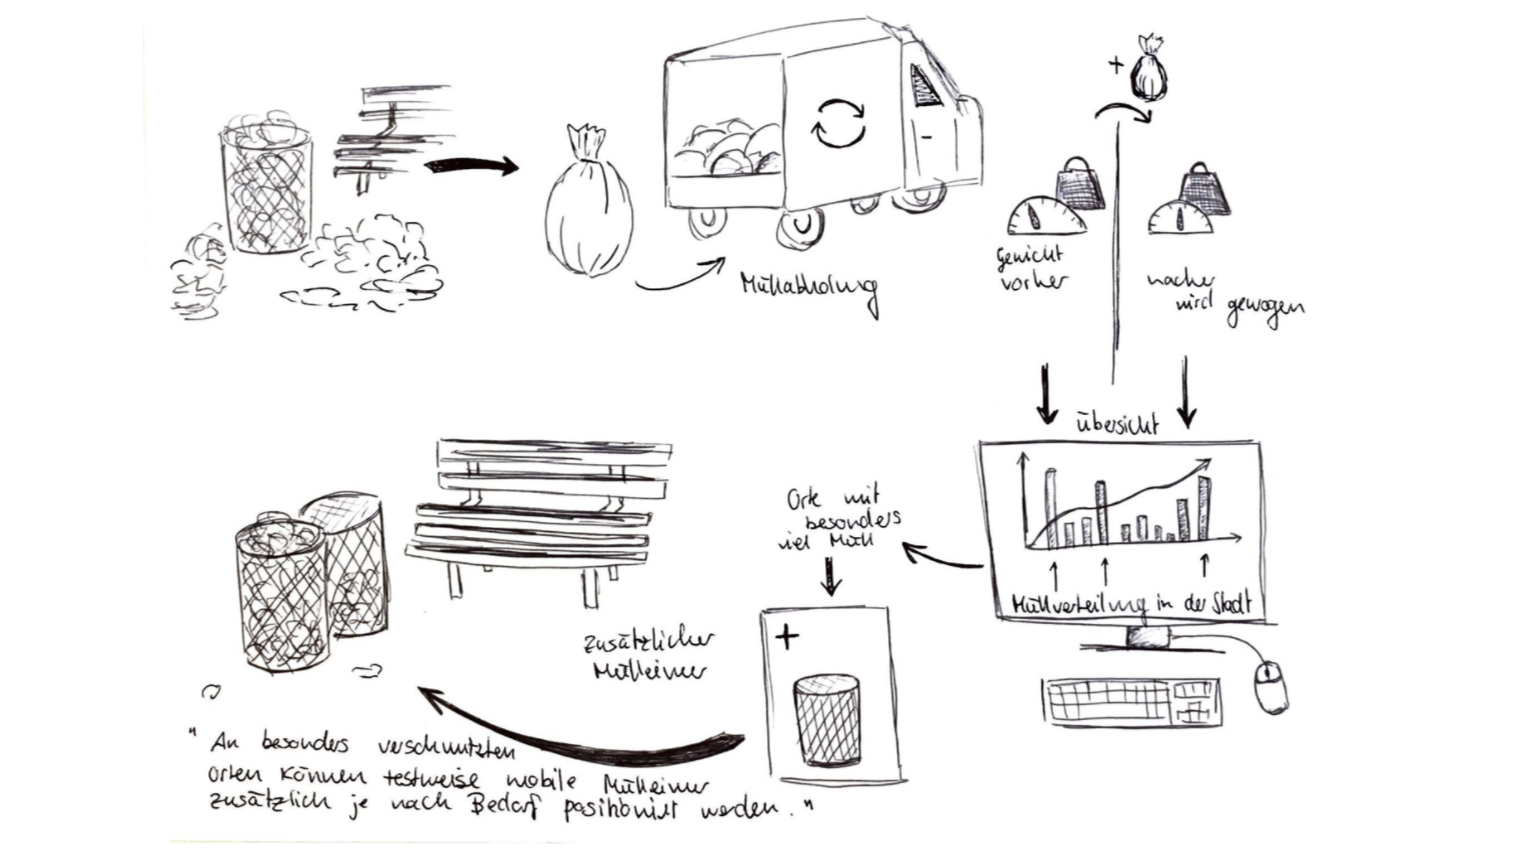 +
Müllabholung
Gewicht
vorher
nacher
wird gewogen
Übersicht
Müllverteilung in der Stadt
Orte mit
besonders
viel Müll
+
zusätzlicher
Mülleimer
" An besonders verschmutzten
Orten können testweise mobile Mülleimer
zusätzlich je nach Bedarf positioniert werden. "